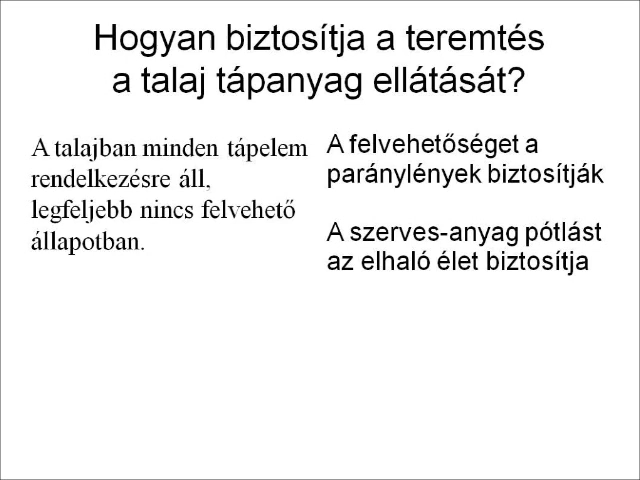 Hogyan biztosítja a teremtés
a talaj tápanyag ellátását?
A talajban minden tápelem
rendelkezésre áll,
legfeljebb nincs felvehető
állapotban.
A felvehetőséget a
paránylények biztosítják
A szerves-anyag pótlást
az elhaló élet biztosítja